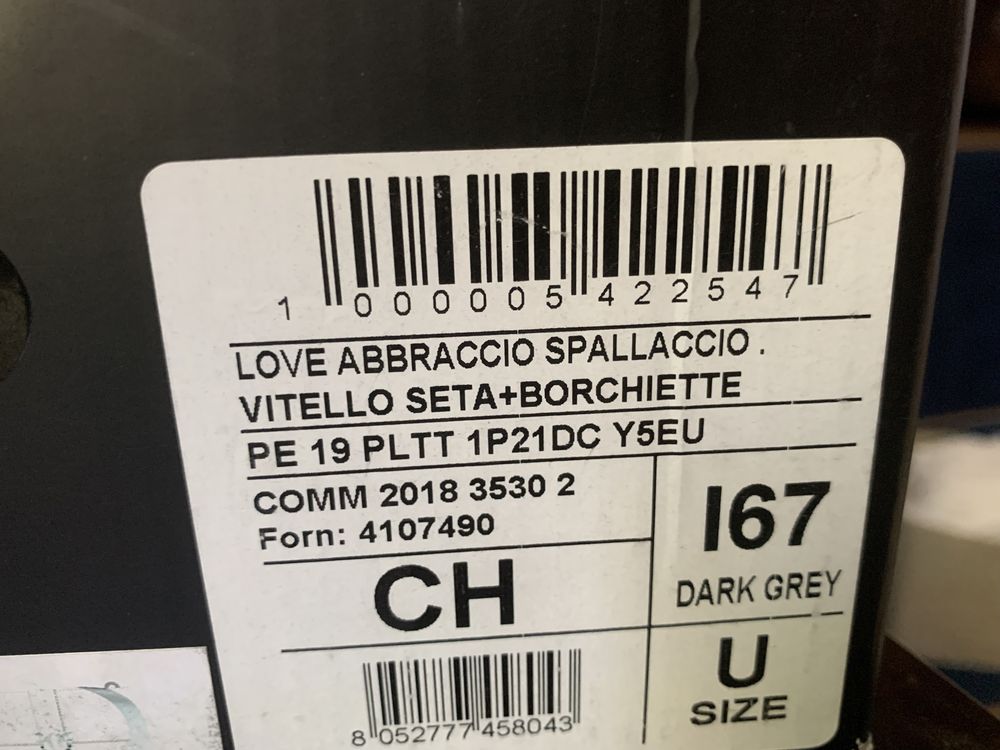 1 000005 422547
LOVE ABBRACCIO SPALLACCIO .
VITELLO SETA+BORCHIETTE
PE 19 PLTT 1P21DC Y5EU
COMM 2018 3530 2
Forn: 4107490
I67
DARK GREY
CH
U
SIZE
8 052777 458043